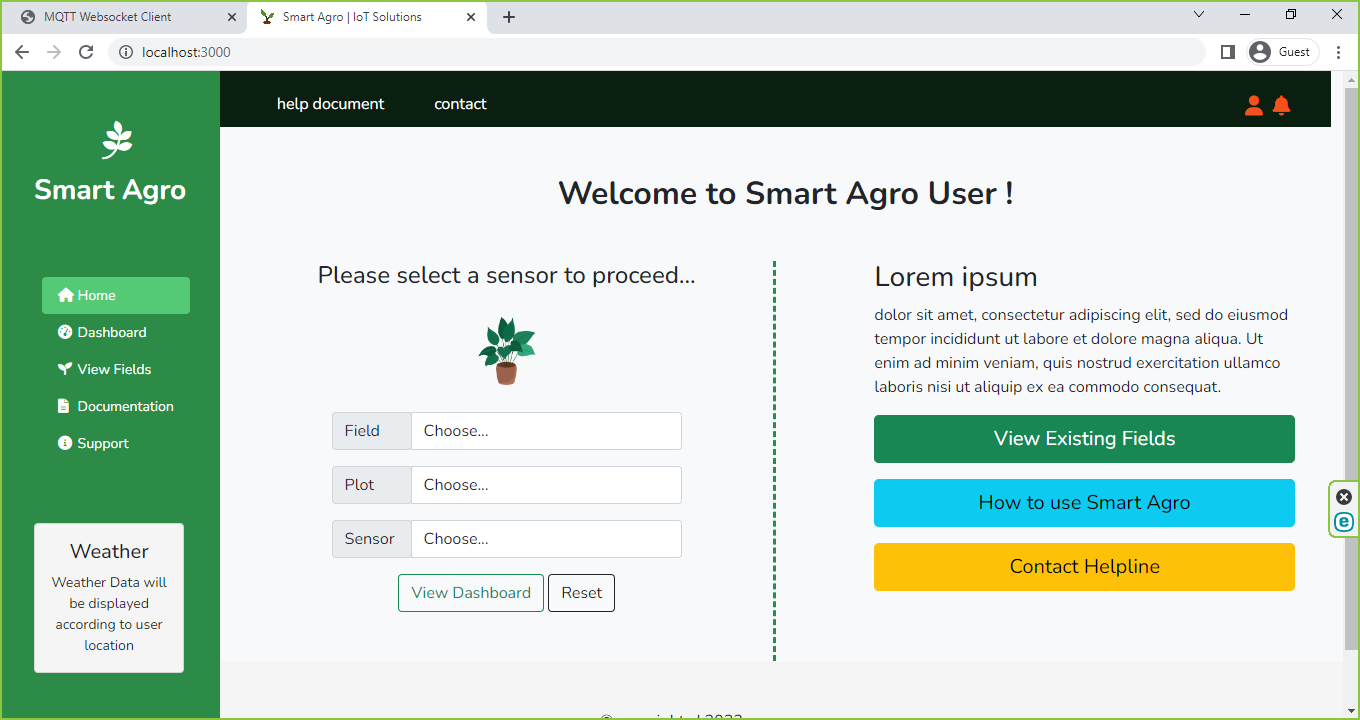 MQTT Websocket Client
Smart Agro | IoT Solutions
localhost:3000
Guest
Smart Agro
Home
Dashboard
View Fields
Documentation
Support
Weather
Weather Data will
be displayed
according to user
location
help document
contact
Welcome to Smart Agro User !
Please select a sensor to proceed...
Field
Choose...
Plot
Choose...
Sensor
Choose...
View Dashboard
Reset
Lorem ipsum
dolor sit amet, consectetur adipiscing elit, sed do eiusmod
tempor incididunt ut labore et dolore magna aliqua. Ut
enim ad minim veniam, quis nostrud exercitation ullamco
laboris nisi ut aliquip ex ea commodo consequat.
View Existing Fields
How to use Smart Agro
Contact Helpline